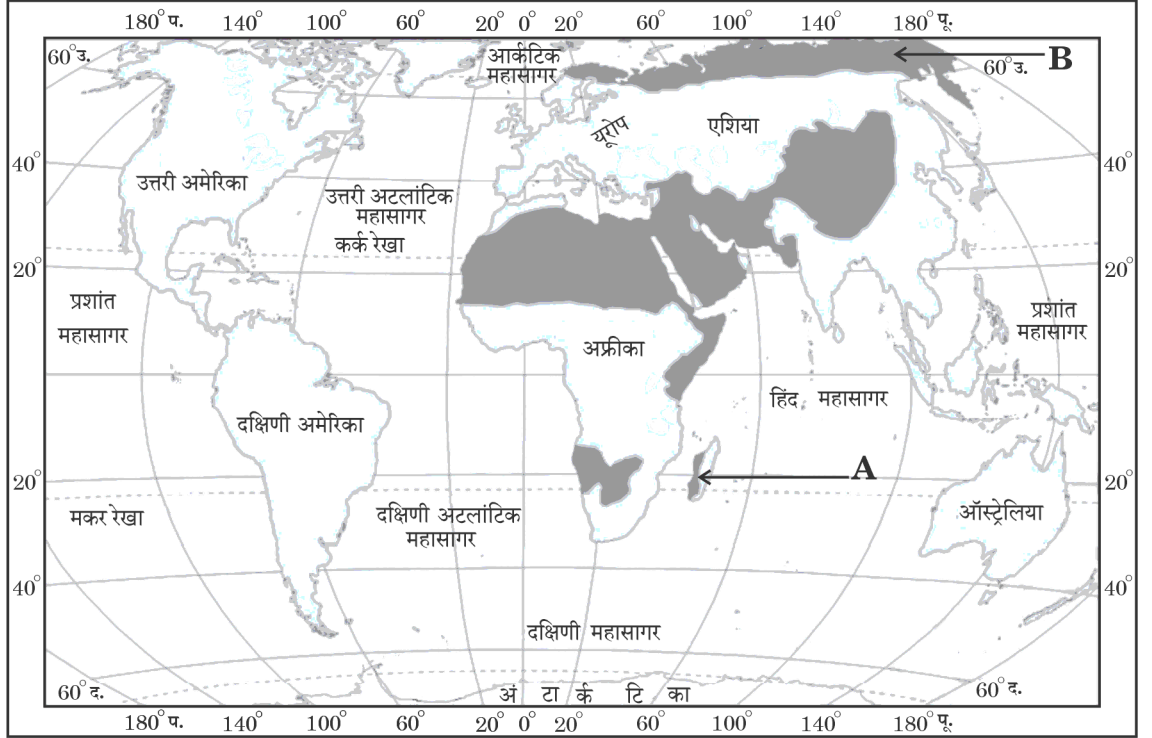 180° प. 140° 100° 60° 20° 0° 20° 60° 100° 140° 180° पू.
60° उ.
आर्कटिक
महासागर
60° उ.
B
यूरोप
एशिया
40°
40°
उत्तरी अमेरिका
उत्तरी अटलांटिक
महासागर
कर्क रेखा
20°
20°
प्रशांत
महासागर
प्रशांत
महासागर
अफ्रीका
हिंद महासागर
दक्षिणी अमेरिका
A
20°
20°
मकर रेखा
दक्षिणी अटलांटिक
महासागर
ऑस्ट्रेलिया
40°
40°
दक्षिणी महासागर
60° द.
अंटार्कटिका
60° द.
180° प. 140° 100° 60° 20° 0° 20° 60° 100° 140° 180° पू.